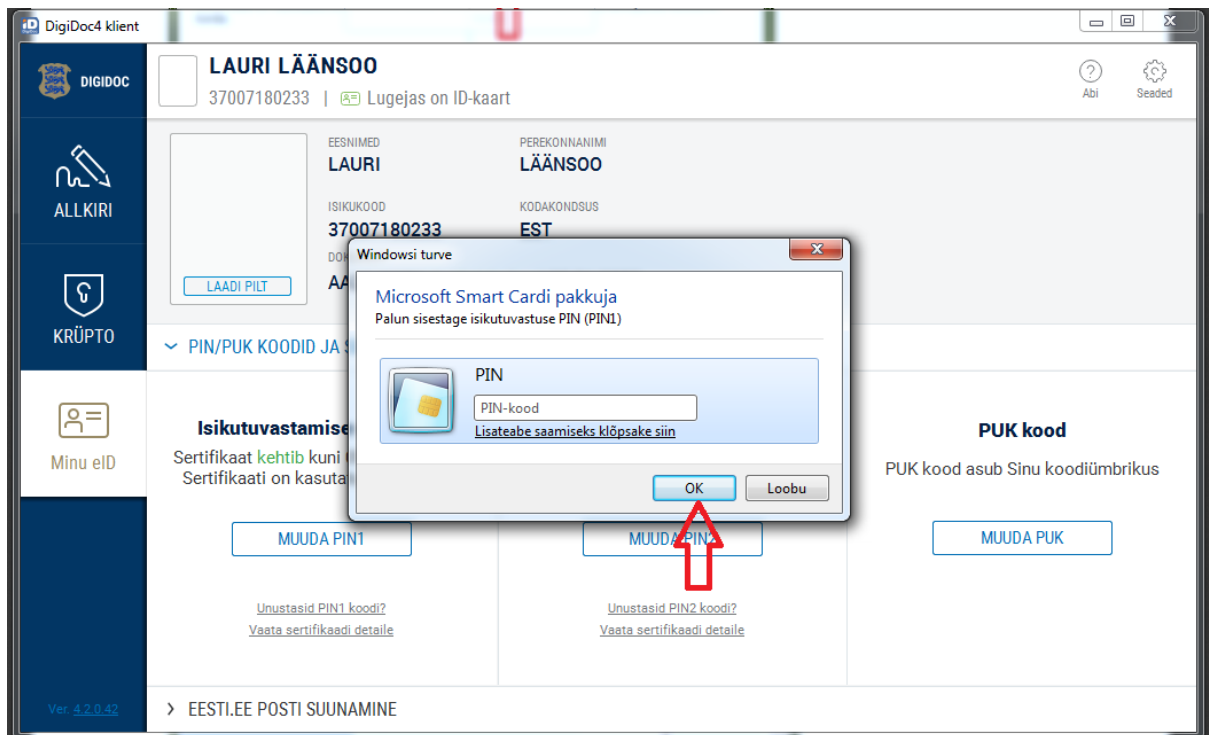 DigiDoc4 klient
DIGIDOC
LAURI LÄÄNSOO
37007180233 | Lugejas on ID-kaart
Abi
Seaded
ALLKIRI
KRÜPTO
Minu eID
Ver. 4.2.0.42
EESNIMED
LAURI
PEREKONNANIMI
LÄÄNSOO
ISIKUKOOD
37007180233
KODAKONDSUS
EST
LAADI PILT
PIN/PUK KOODID JA
Windowsi turve
Microsoft Smart Cardi pakkuja
Palun sisestage isikutuvastuse PIN (PIN1)
PIN
PIN-kood
Lisateabe saamiseks klõpsake siin
OK
Loobu
Isikutuvastamise
Sertifikaat kehtib kuni
Sertifikaati on kasuta
MUUDA PIN1
Unustasid PIN1 koodi?
Vaata sertifikaadi detaile
MUUDA PIN2
Unustasid PIN2 koodi?
Vaata sertifikaadi detaile
PUK kood
PUK kood asub Sinu koodiümbrikus
MUUDA PUK
EESTI.EE POSTI SUUNAMINE